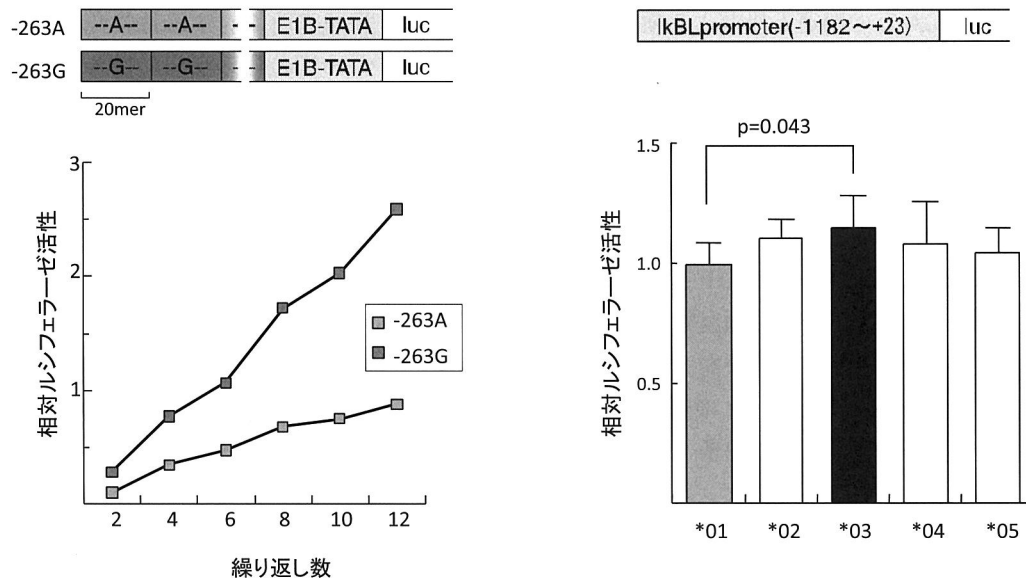 -263A --A-- --A-- - - E1B-TATA luc
-263G --G-- --G-- - - E1B-TATA luc
20mer
相対ルシフェラーゼ活性
3
2
1
-263A
-263G
2 4 6 8 10 12
繰り返し数
IkBLpromoter(-1182～+23) luc
p=0.043
相対ルシフェラーゼ活性
1.5
1.0
0.5
*01 *02 *03 *04 *05